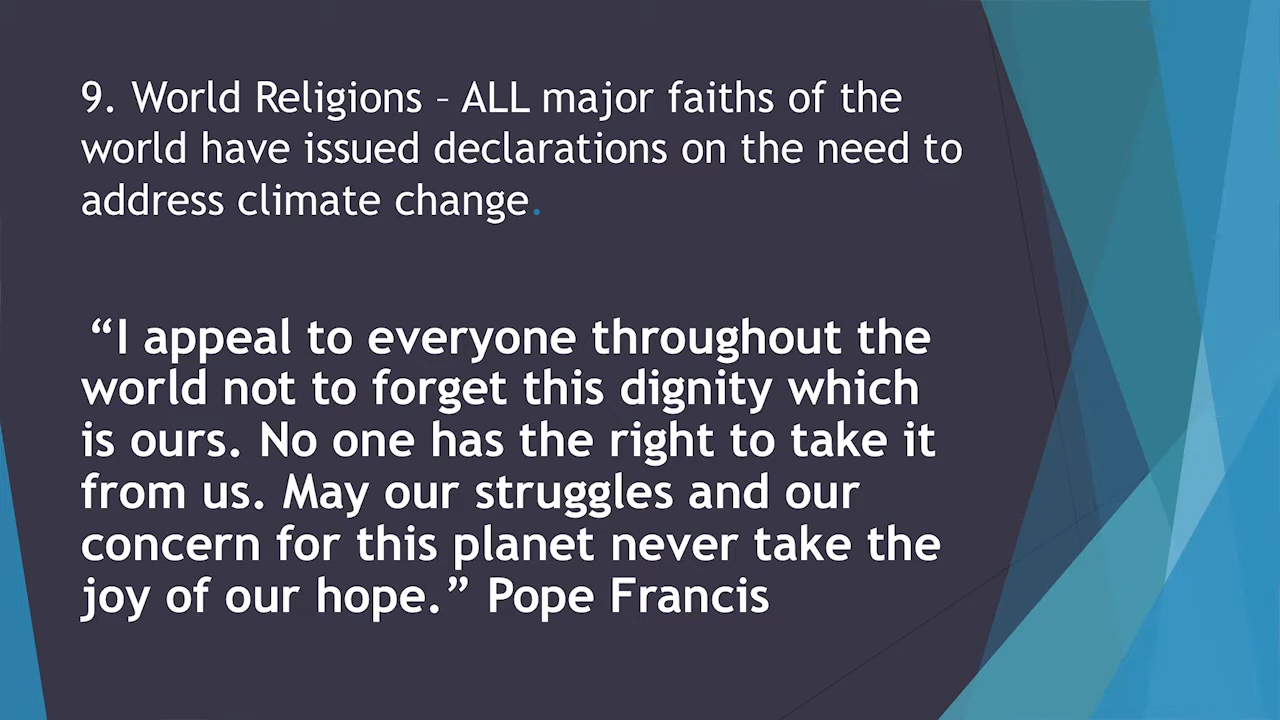 9. World Religions – ALL major faiths of the
world have issued declarations on the need to
address climate change.
“I appeal to everyone throughout the
world not to forget this dignity which
is ours. No one has the right to take it
from us. May our struggles and our
concern for this planet never take the
joy of our hope.” Pope Francis